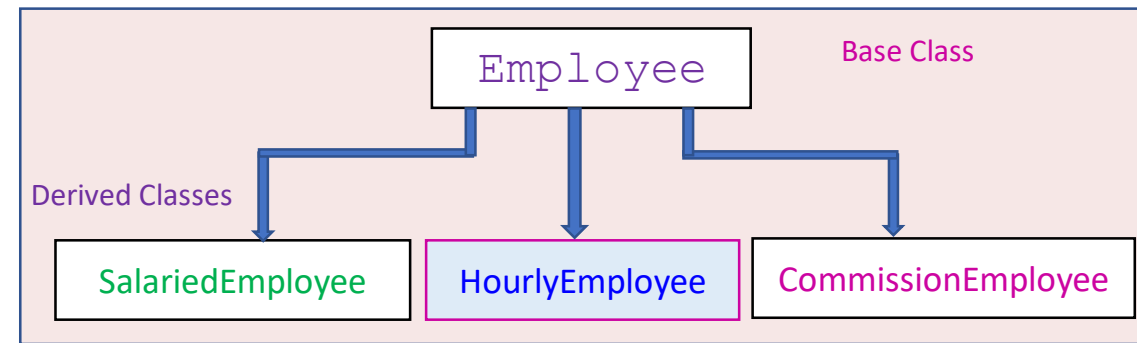 Employee
Base Class
Derived Classes
SalariedEmployee
HourlyEmployee
CommissionEmployee